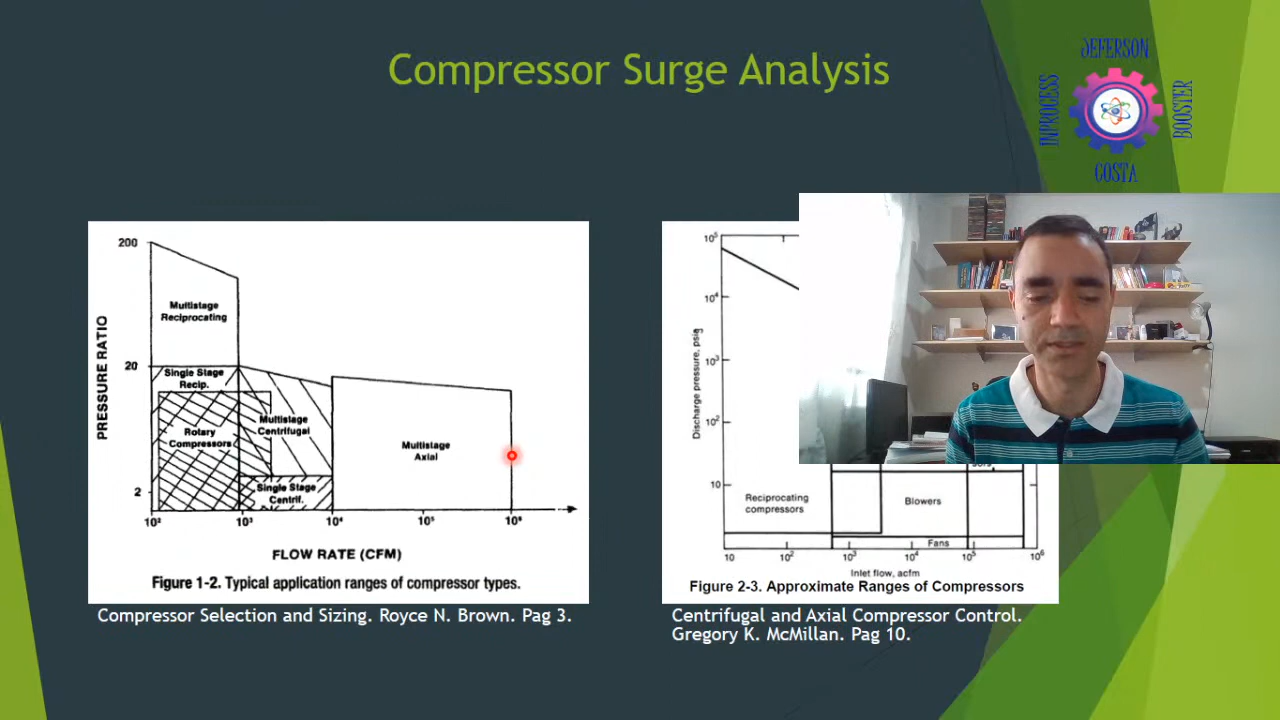 Compressor Surge Analysis
JEFERSON
INPROCESS
BOOSTER
COSTA
200
Multistage
Reciprocating
PRESSURE RATIO
20
Single Stage
Recip.
Multistage
Centrifugal
Rotary
Compressors
Multistage
Axial
2
Single Stage
Centrif.
10² 10³ 10⁴ 10⁵ 10⁶
FLOW RATE (CFM)
Figure 1-2. Typical application ranges of compressor types.
Compressor Selection and Sizing. Royce N. Brown. Pag 3.
10⁵
10⁴
Discharge pressure, psig
10³
10²
10
Reciprocating
compressors
Blowers
Fans
10 10² 10³ 10⁴ 10⁵ 10⁶
Inlet flow, acfm
Figure 2-3. Approximate Ranges of Compressors
Centrifugal and Axial Compressor Control.
Gregory K. McMillan. Pag 10.